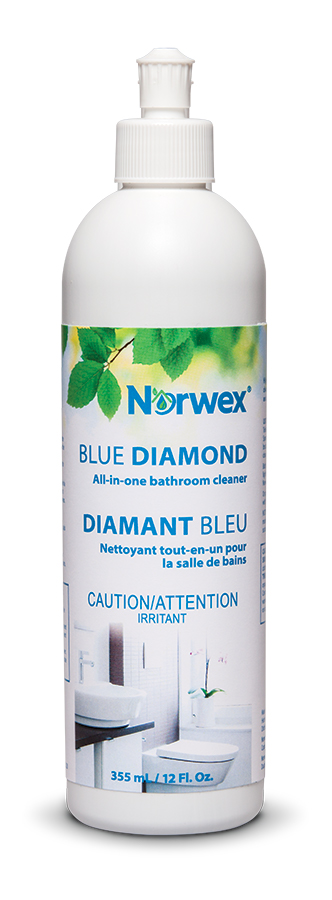 Norwex®
BLUE DIAMOND
All-in-one bathroom cleaner
DIAMANT BLEU
Nettoyant tout-en-un pour
la salle de bains
CAUTION/ATTENTION
IRRITANT
355 mL / 12 Fl. Oz.